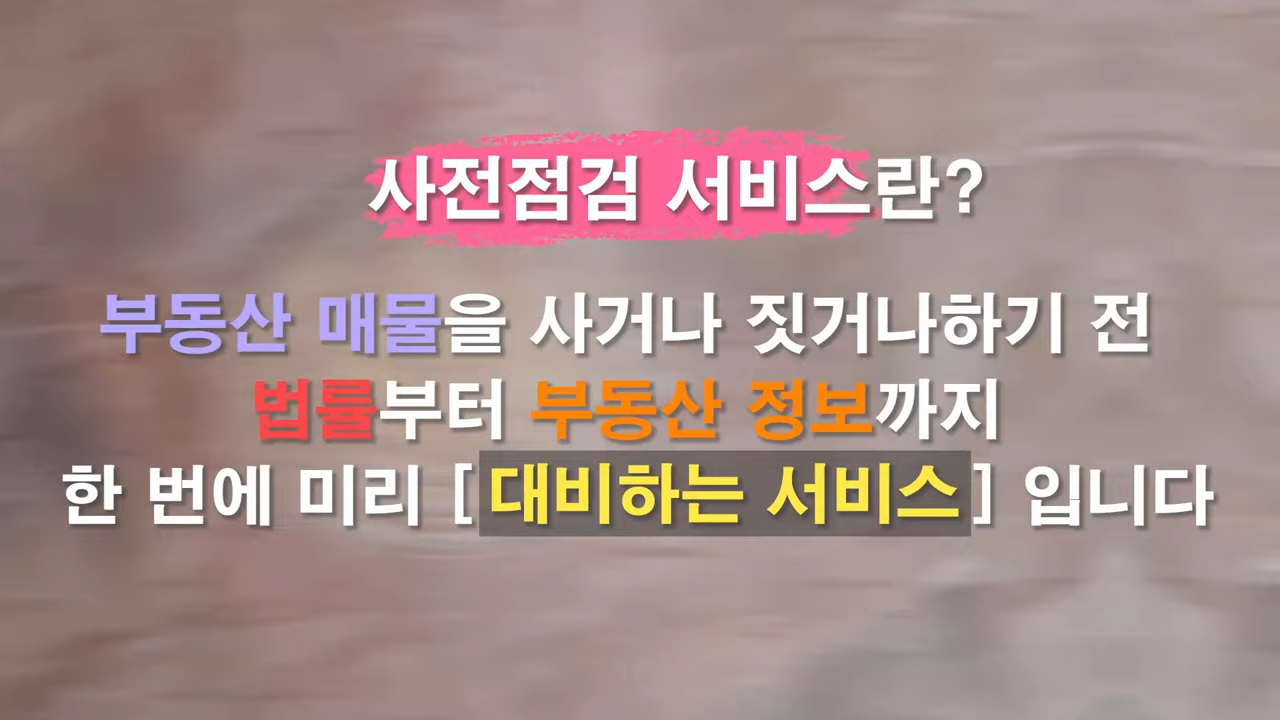 사전점검 서비스란?
부동산 매물을 사거나 짓거나하기 전
법률부터 부동산 정보까지
한 번에 미리 [대비하는 서비스] 입니다